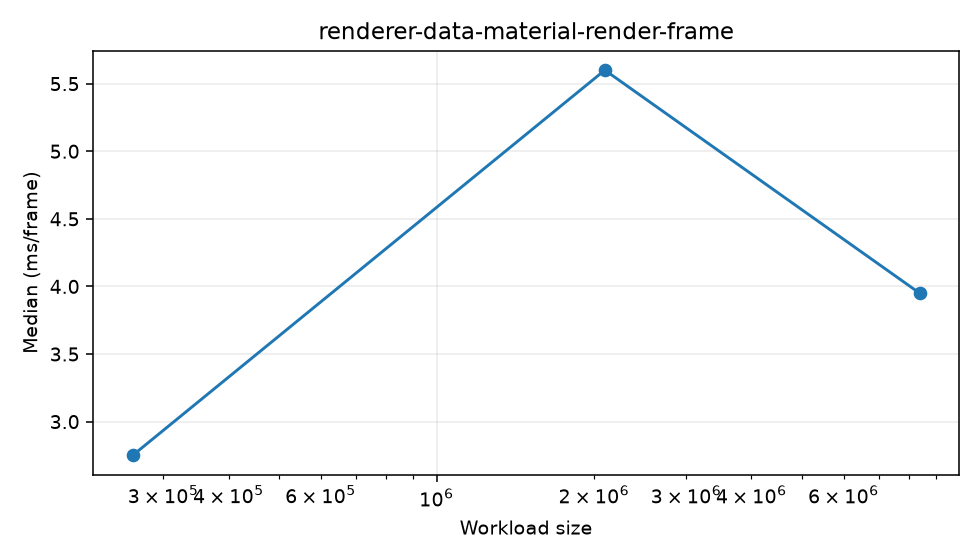 renderer-data-material-render-frame
Median (ms/frame)
5.5
5.0
4.5
4.0
3.5
3.0
3 × 10⁵ 4 × 10⁵ 6 × 10⁵ 10⁶ 2 × 10⁶ 3 × 10⁶ 4 × 10⁶ 6 × 10⁶
Workload size